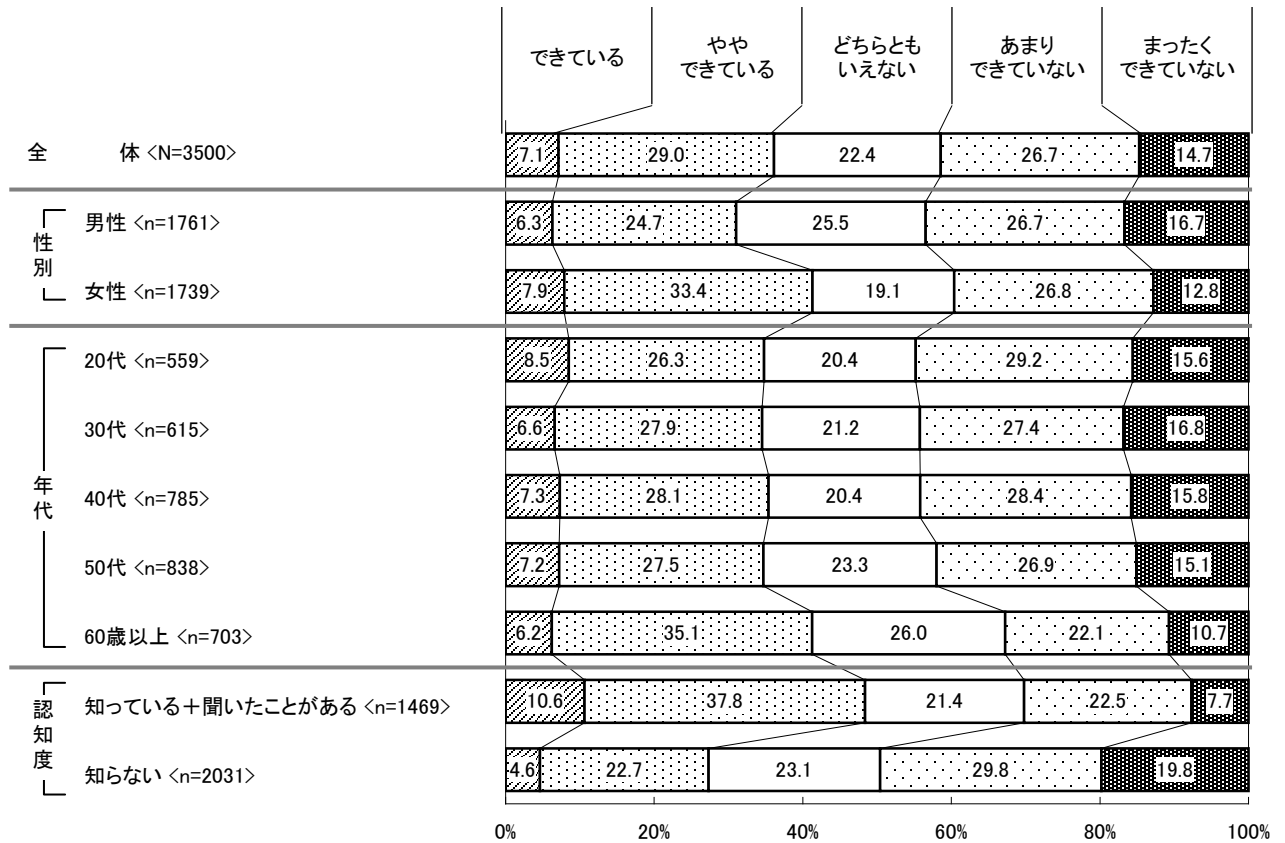 できている
やや
できている
どちらとも
いえない
あまり
できていない
まったく
できていない
全 体 <N=3500>
7.1 29.0 22.4 26.7 14.7
性別
男性 <n=1761>
6.3 24.7 25.5 26.7 16.7
女性 <n=1739>
7.9 33.4 19.1 26.8 12.8
年代
20代 <n=559>
8.5 26.3 20.4 29.2 15.6
30代 <n=615>
6.6 27.9 21.2 27.4 16.8
40代 <n=785>
7.3 28.1 20.4 28.4 15.8
50代 <n=838>
7.2 27.5 23.3 26.9 15.1
60歳以上 <n=703>
6.2 35.1 26.0 22.1 10.7
認知度
知っている＋聞いたことがある <n=1469>
10.6 37.8 21.4 22.5 7.7
知らない <n=2031>
4.6 22.7 23.1 29.8 19.8
0% 20% 40% 60% 80% 100%